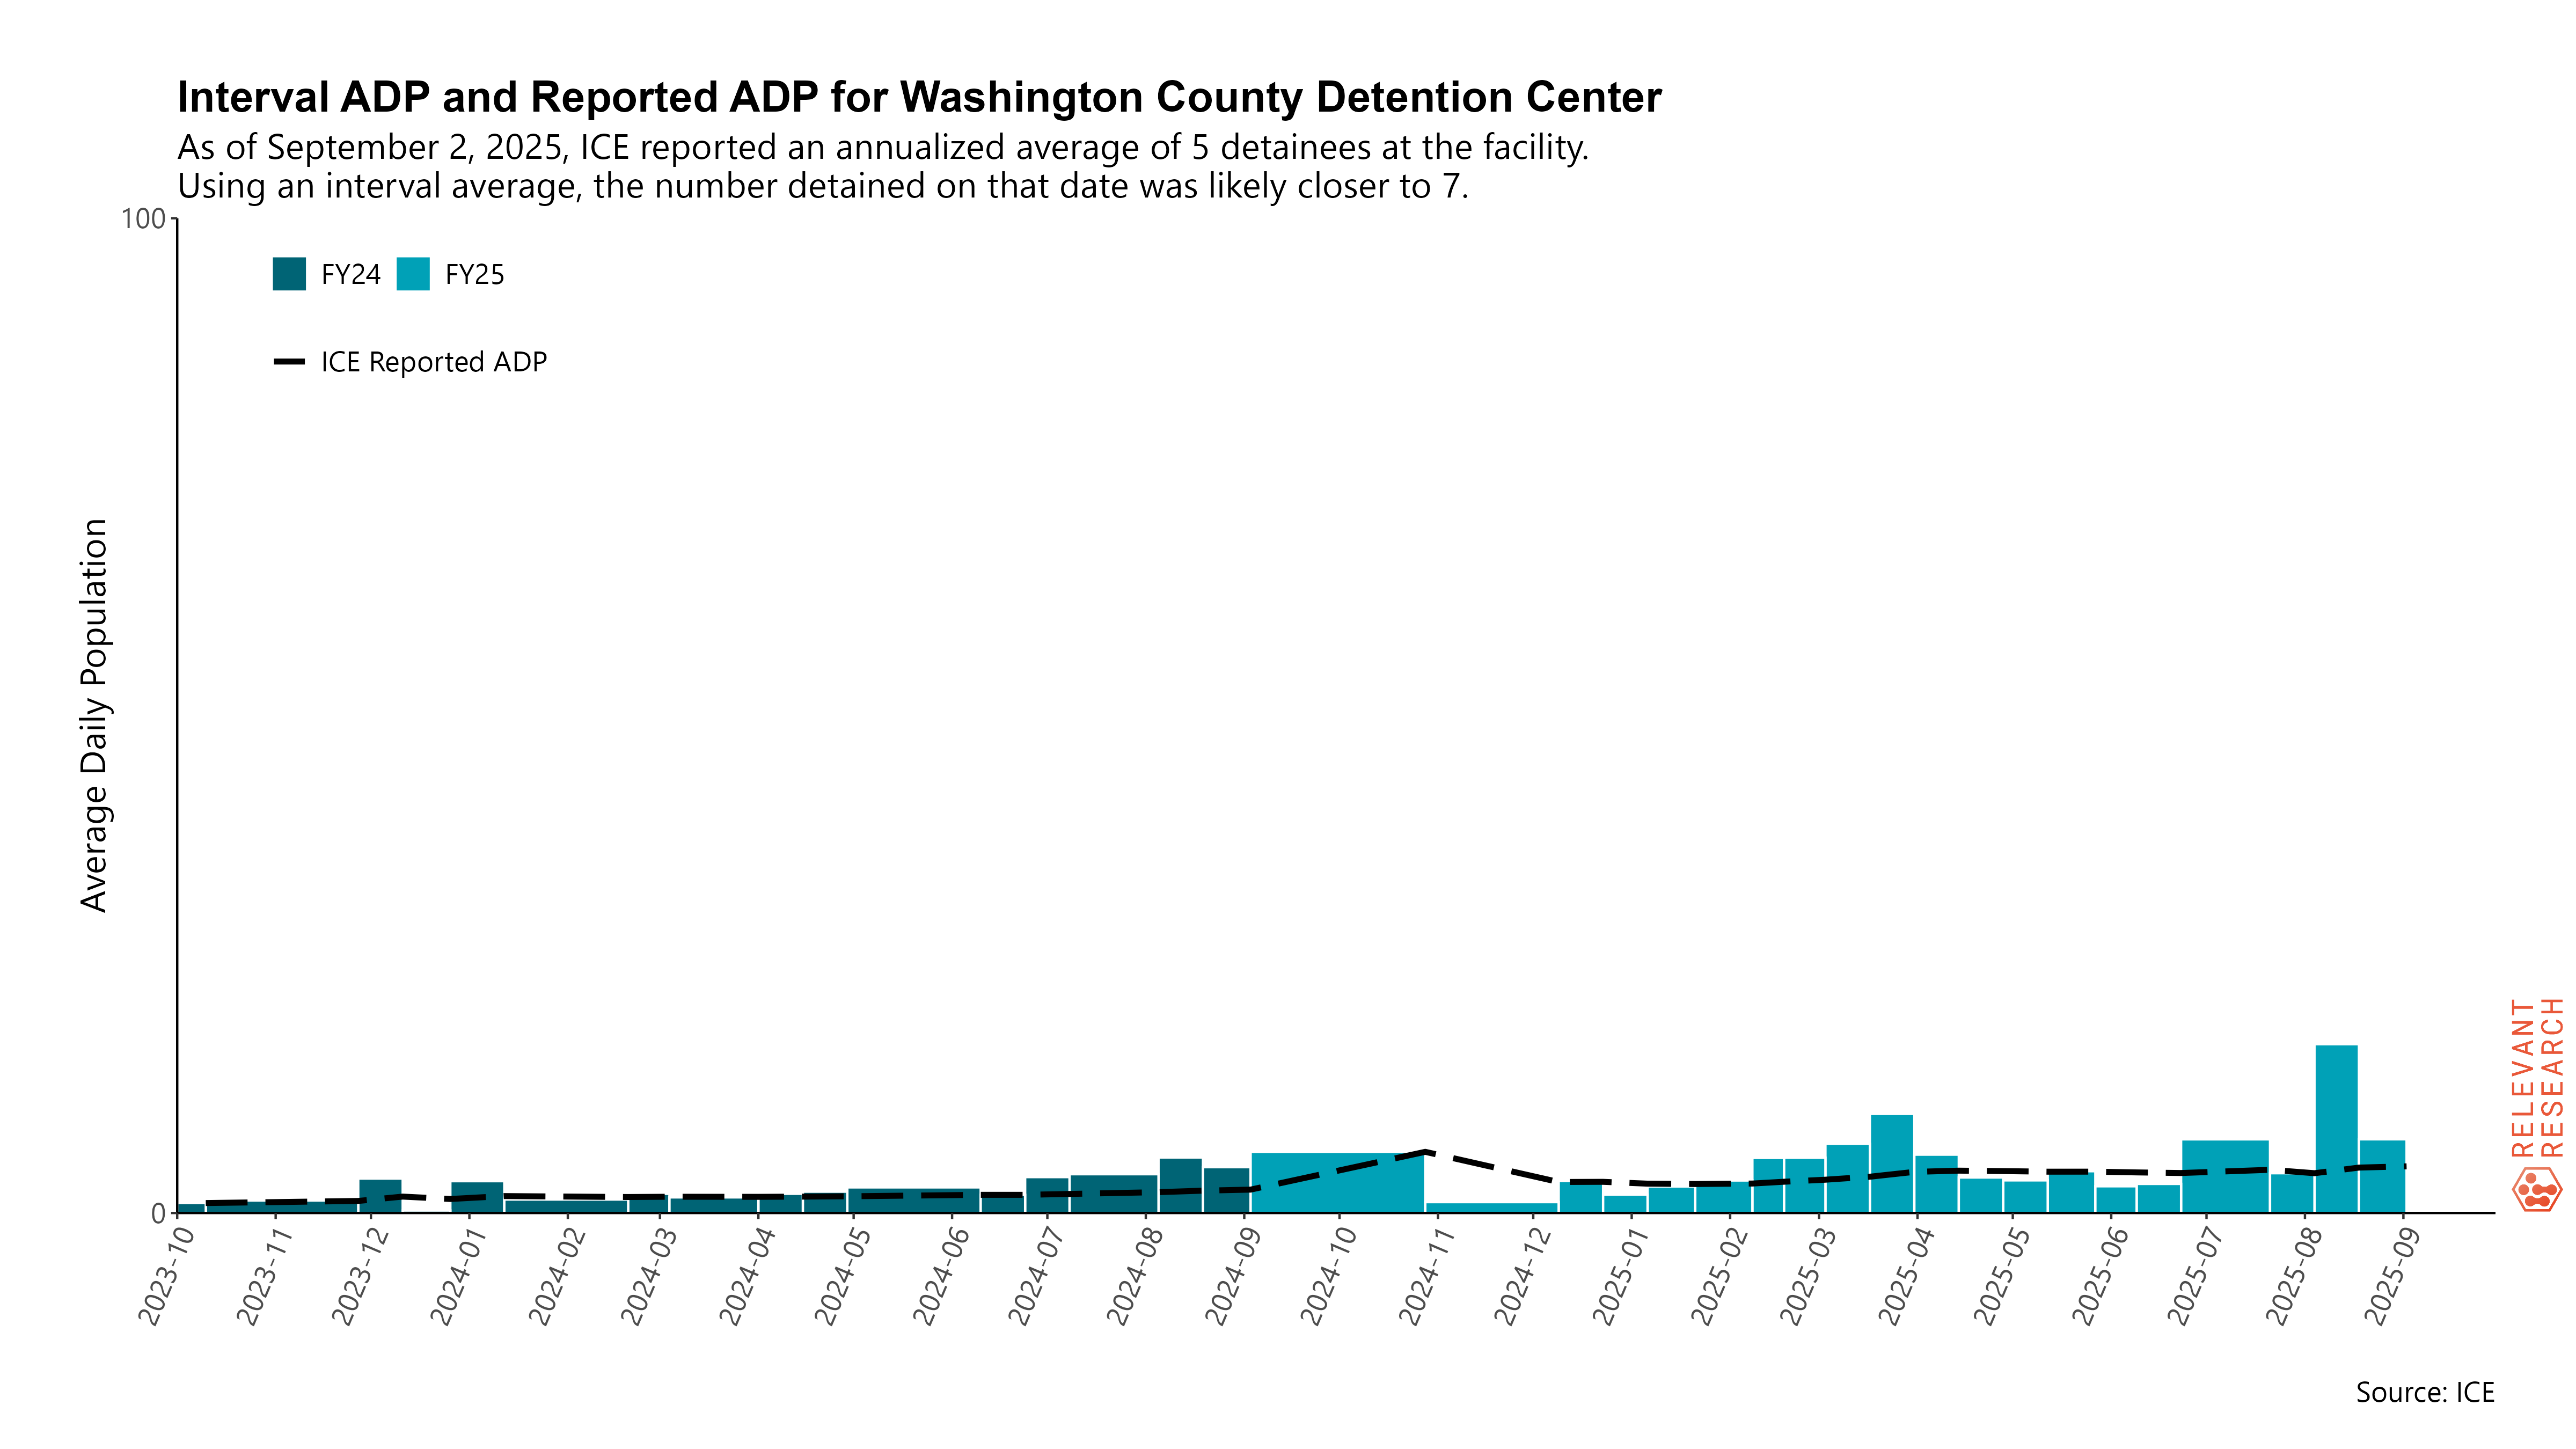 Interval ADP and Reported ADP for Washington County Detention Center
As of September 2, 2025, ICE reported an annualized average of 5 detainees at the facility.
Using an interval average, the number detained on that date was likely closer to 7.
100
FY24 FY25
ICE Reported ADP
Average Daily Population
0
2023-10
2023-11
2023-12
2024-01
2024-02
2024-03
2024-04
2024-05
2024-06
2024-07
2024-08
2024-09
2024-10
2024-11
2024-12
2025-01
2025-02
2025-03
2025-04
2025-05
2025-06
2025-07
2025-08
2025-09
RELEVANT
RESEARCH
Source: ICE